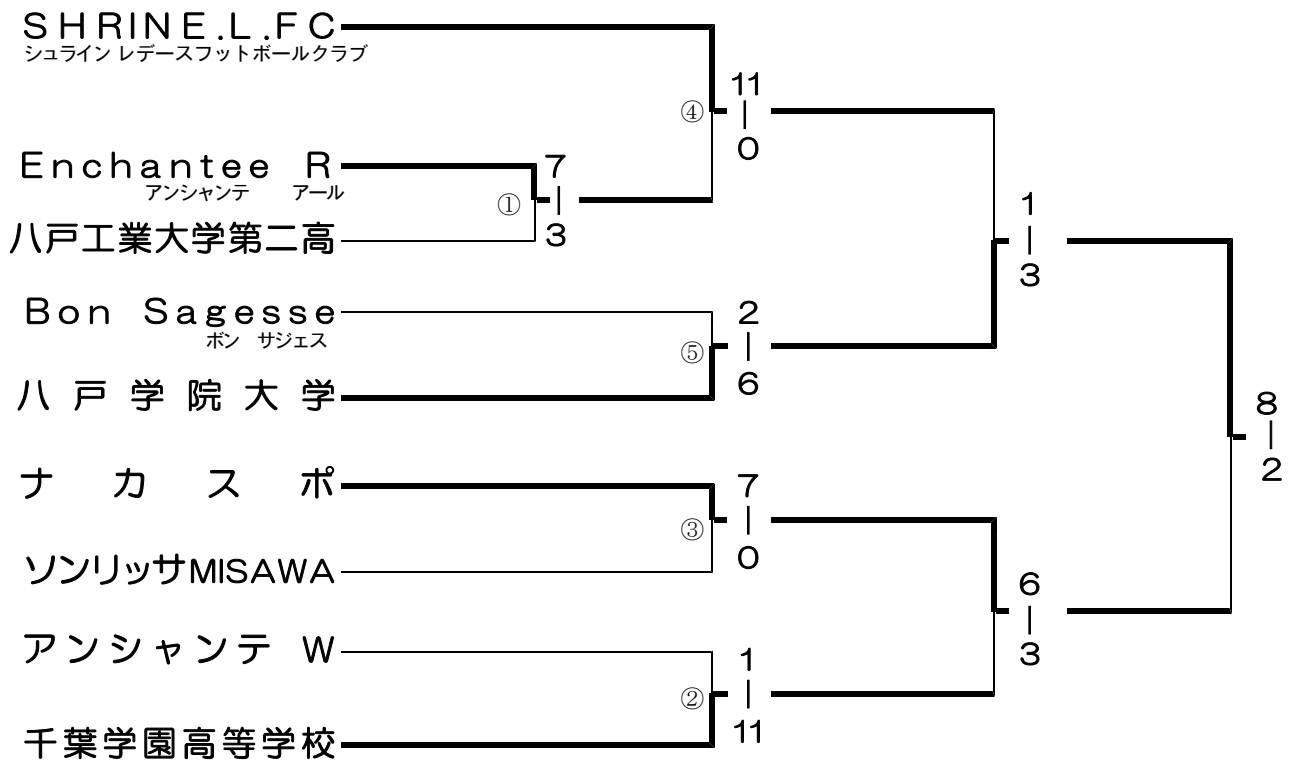 SHRINE.L.FC
シュライン レデースフットボールクラブ
11
|
0
④
Enchantee R
アンシャンテ アール
7
|
3
①
八戸工業大学第二高
1
|
3
Bon Sagesse
ボン サジェス
2
|
6
⑤
八戸学院大学
8
|
2
ナカスポ
7
|
0
③
ソンリッサMISAWA
6
|
3
アンシャンテ W
1
|
11
②
千葉学園高等学校